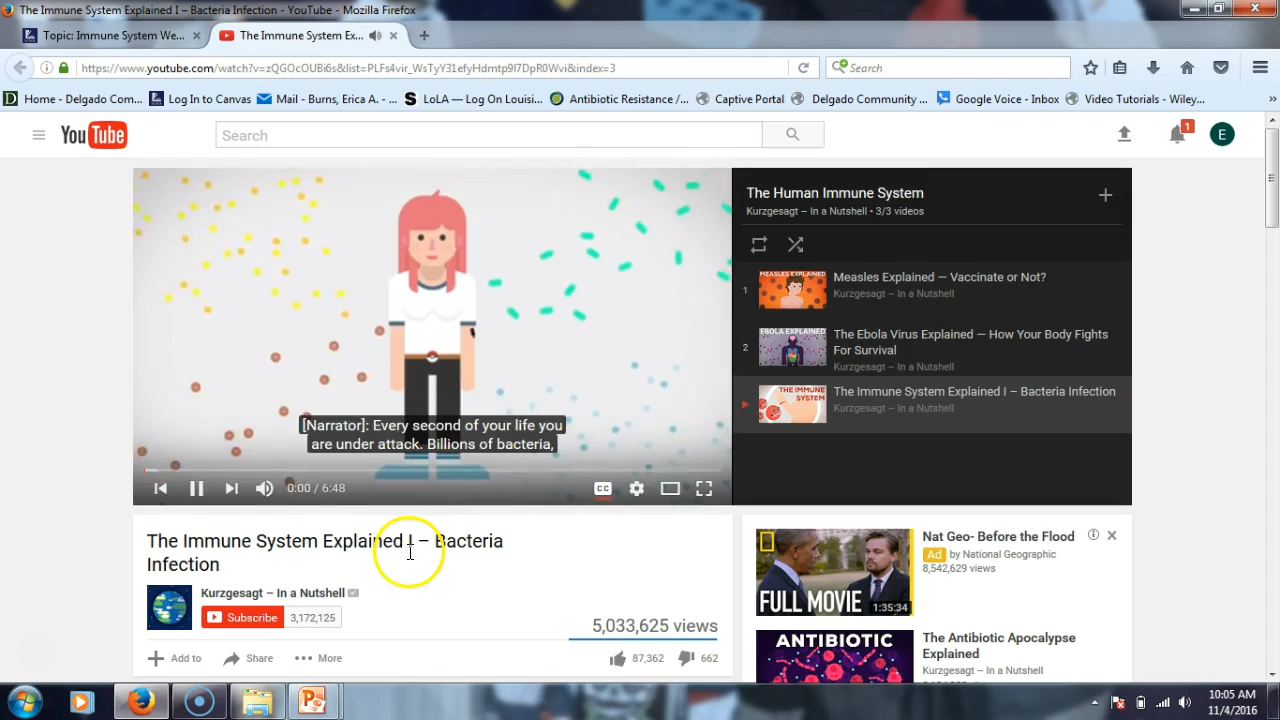 The Immune System Explained I – Bacteria Infection - YouTube - Mozilla Firefox
Topic: Immune System We... The Immune System Ex...
https://www.youtube.com/watch?v=zQGOcOUBi6s&list=PLFs4vir_WsTyY31efyHdmtp9l7DpR0Wvi&index=3 Search
Home - Delgado Com... Log In to Canvas Mail - Burns, Erica A. -... LoLA — Log On Louisi... Antibiotic Resistance /... Captive Portal Delgado Community ... Google Voice - Inbox Video Tutorials - Wiley...
YouTube Search 1 E
The Human Immune System
Kurzgesagt – In a Nutshell • 3/3 videos
1 MEASLES EXPLAINED Measles Explained — Vaccinate or Not?
Kurzgesagt – In a Nutshell
2 EBOLA EXPLAINED The Ebola Virus Explained — How Your Body Fights
For Survival
Kurzgesagt – In a Nutshell
THE IMMUNE SYSTEM The Immune System Explained I – Bacteria Infection
Kurzgesagt – In a Nutshell
[Narrator]: Every second of your life you
are under attack. Billions of bacteria,
0:00 / 6:48 CC
The Immune System Explained I – Bacteria
Infection
Kurzgesagt – In a Nutshell
Subscribe 3,172,125
5,033,625 views
Add to Share More 87,362 662
Nat Geo- Before the Flood
Ad by National Geographic
8,542,629 views
FULL MOVIE 1:35:34
ANTIBIOTIC The Antibiotic Apocalypse
Explained
Kurzgesagt – In a Nutshell
10:05 AM
11/4/2016